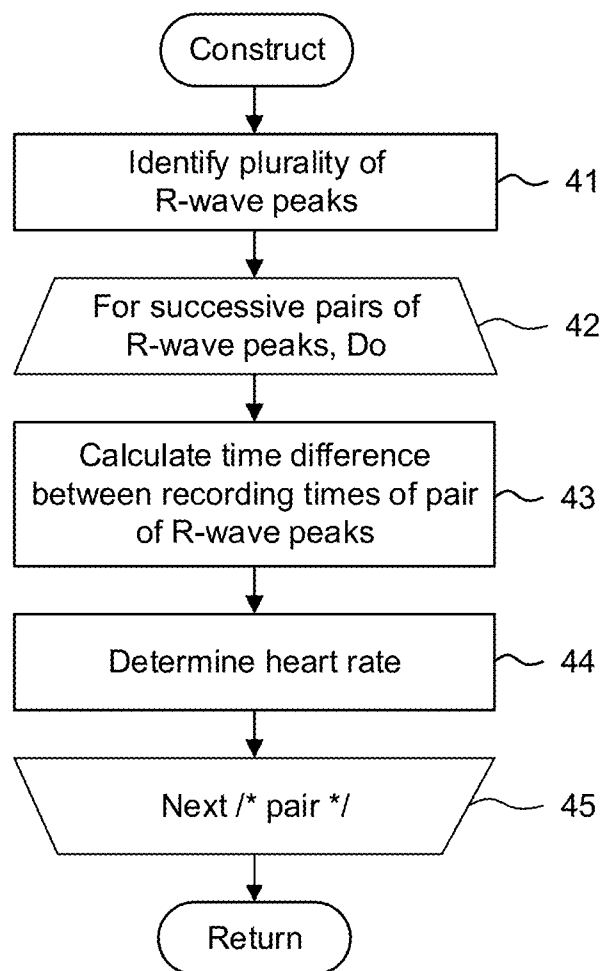 Construct
Identify plurality of
R-wave peaks
41
For successive pairs of
R-wave peaks, Do
42
Calculate time difference
between recording times of pair
of R-wave peaks
43
Determine heart rate
44
Next /* pair */
45
Return